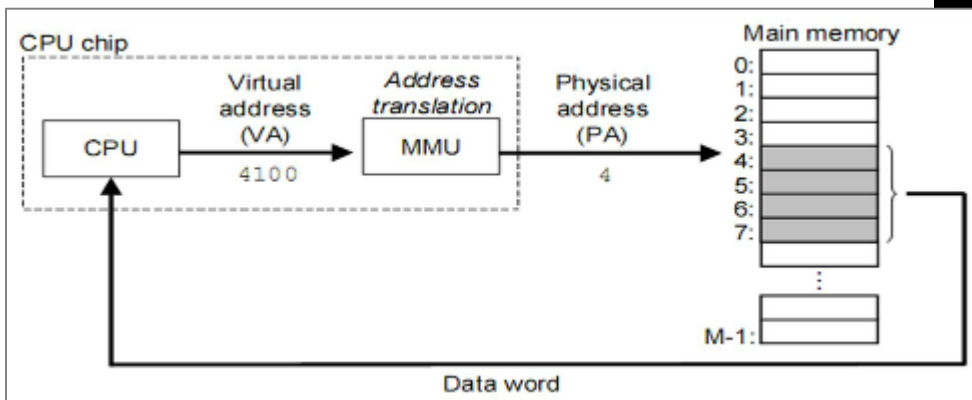 CPU chip
CPU
Virtual
address
(VA)
4100
Address
translation
MMU
Physical
address
(PA)
4
Main memory
0:
1:
2:
3:
4:
5:
6:
7:
⋮
M-1:
Data word